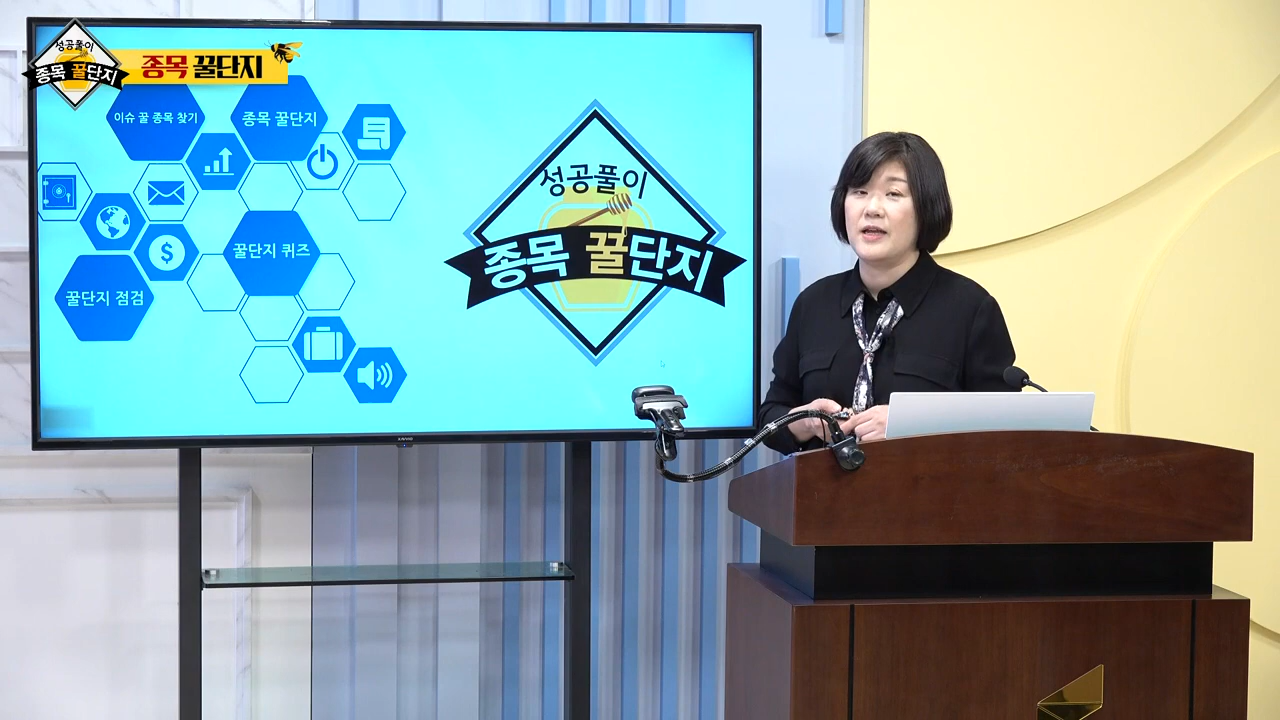 성공풀이
종목 꿀단지
종목 꿀단지
이슈 꿀 종목 찾기
종목 꿀단지
$
꿀단지 퀴즈
꿀단지 점검
성공풀이
종목 꿀단지